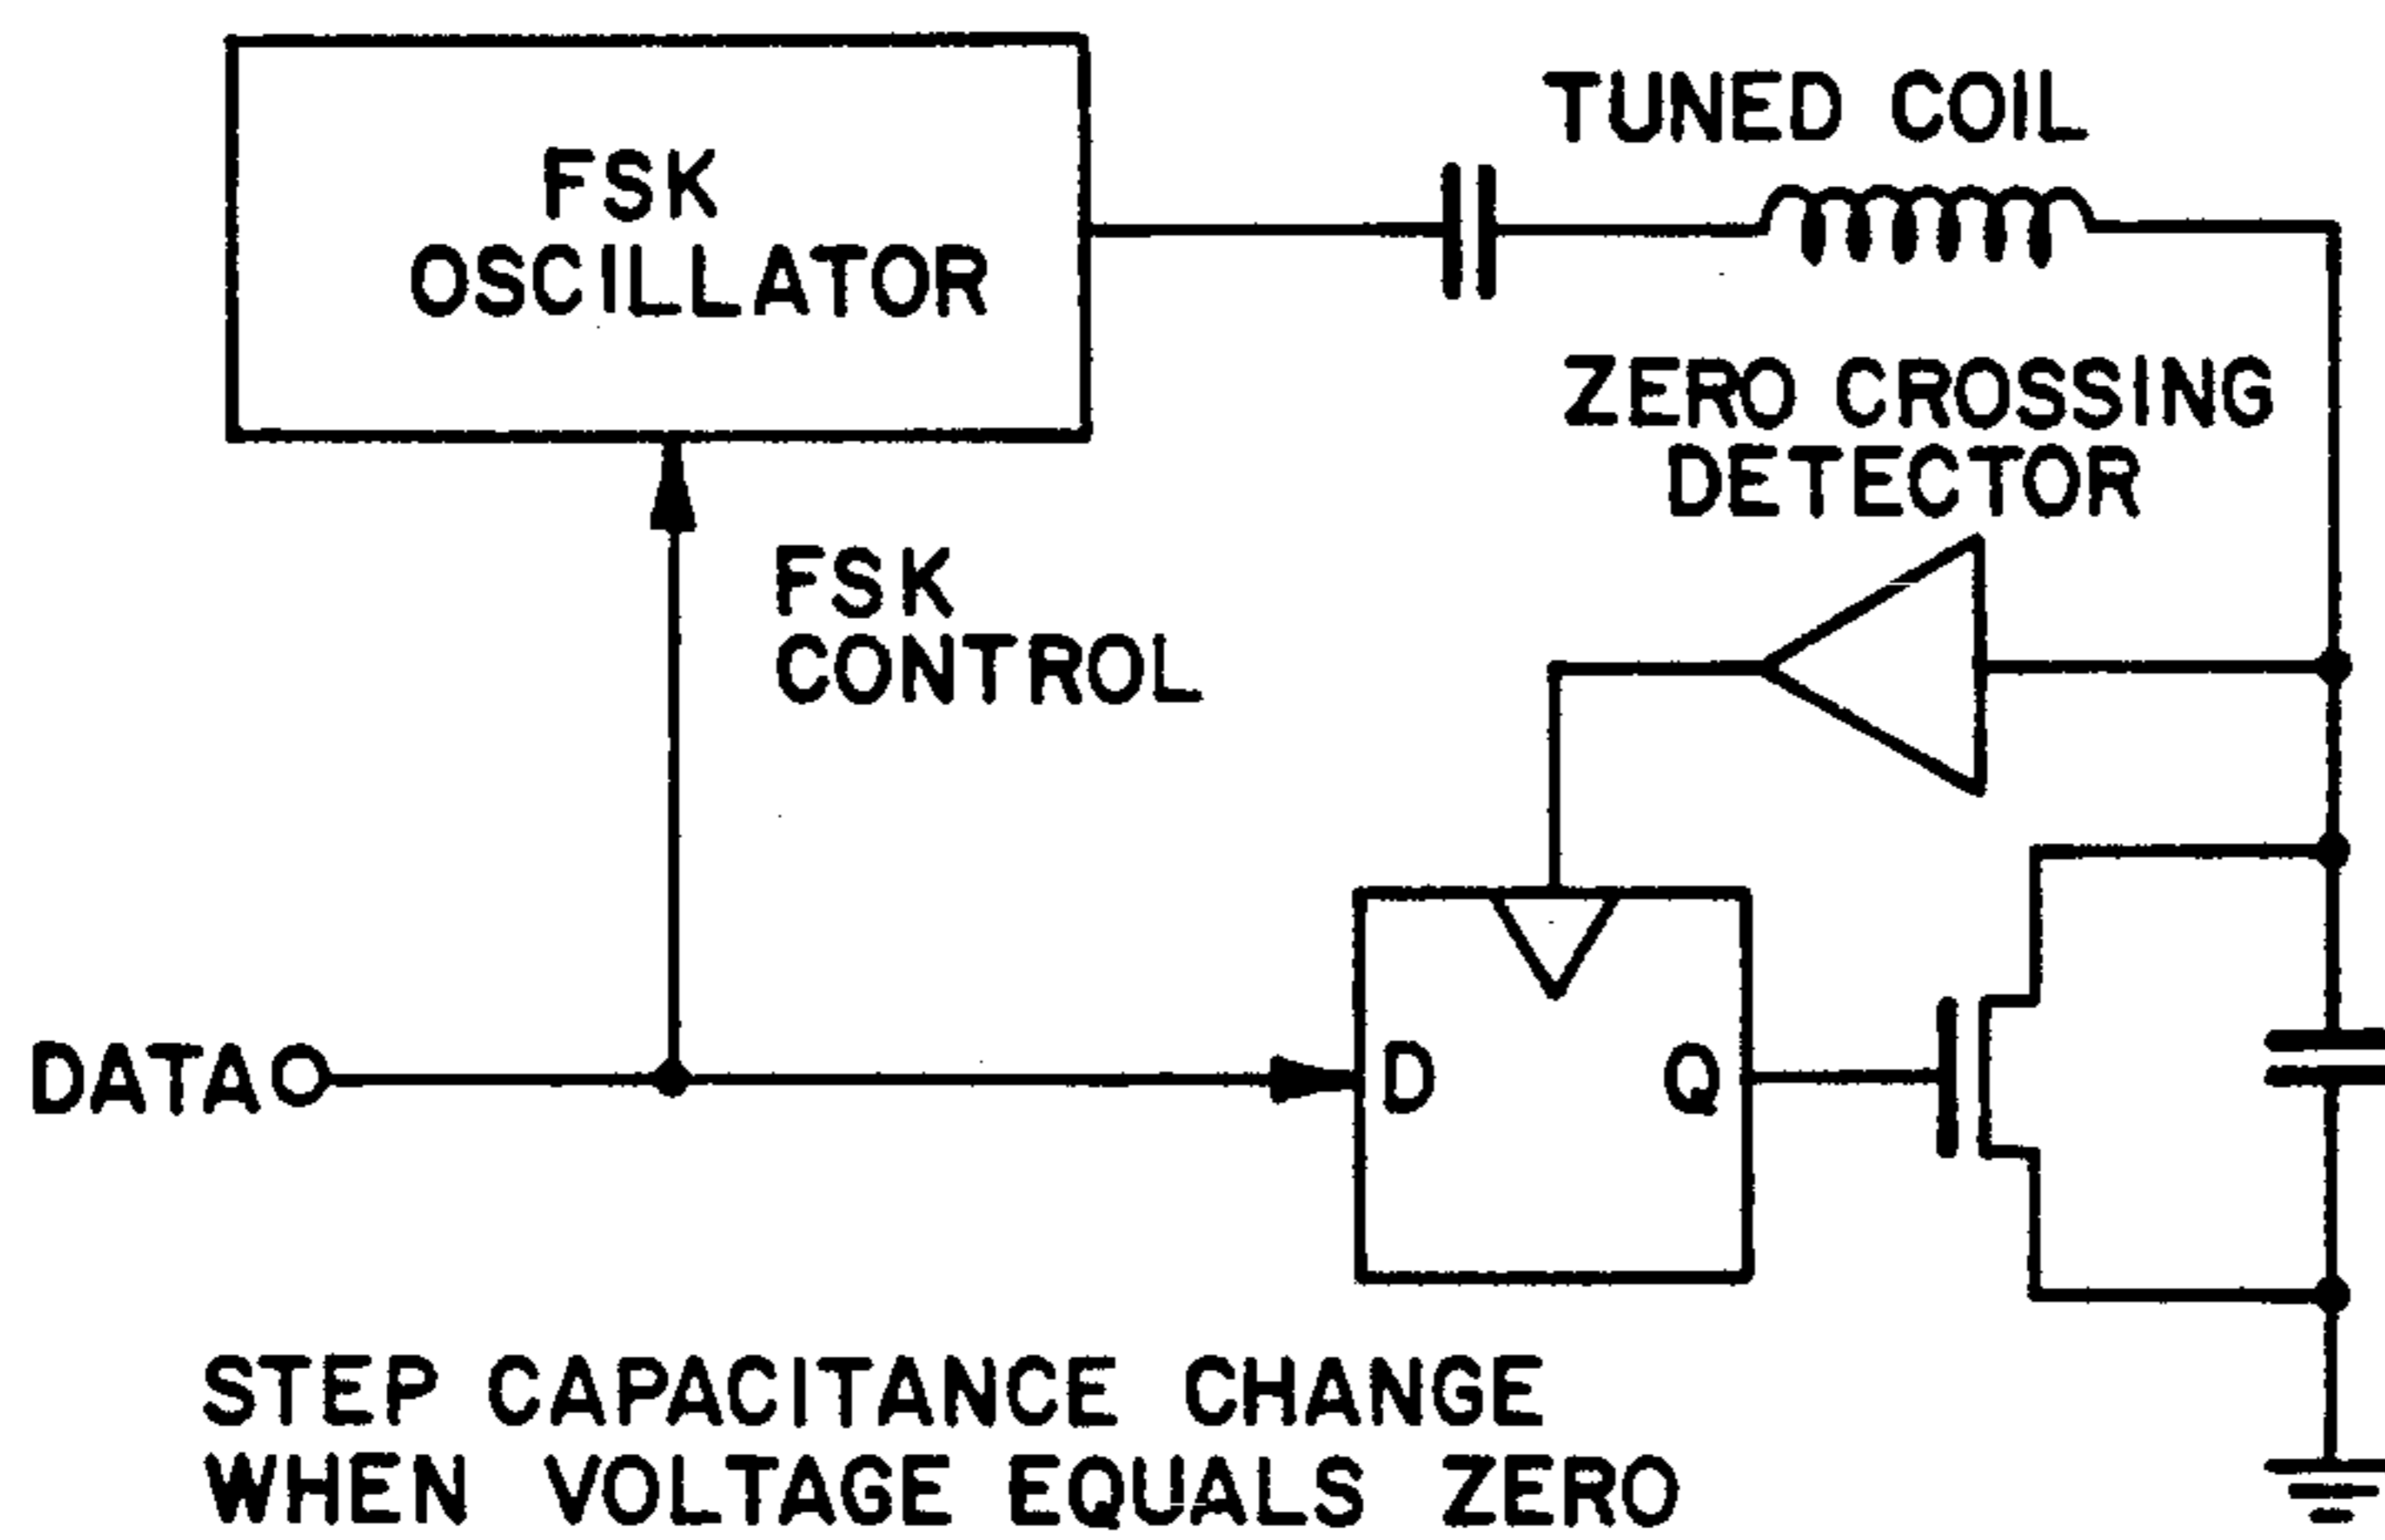 FSK
OSCILLATOR
TUNED COIL
ZERO CROSSING
DETECTOR
FSK
CONTROL
DATA
D
Q
STEP CAPACITANCE CHANGE
WHEN VOLTAGE EQUALS ZERO